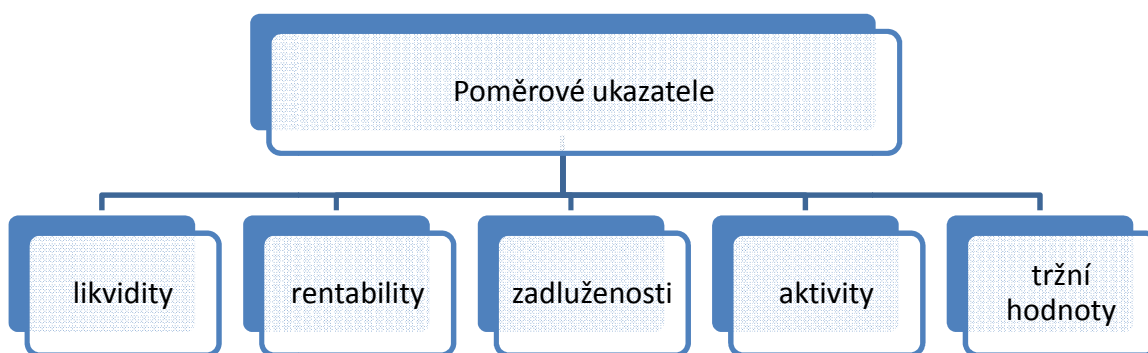 Poměrové ukazatele
likvidity
rentability
zadluženosti
aktivity
tržní
hodnoty